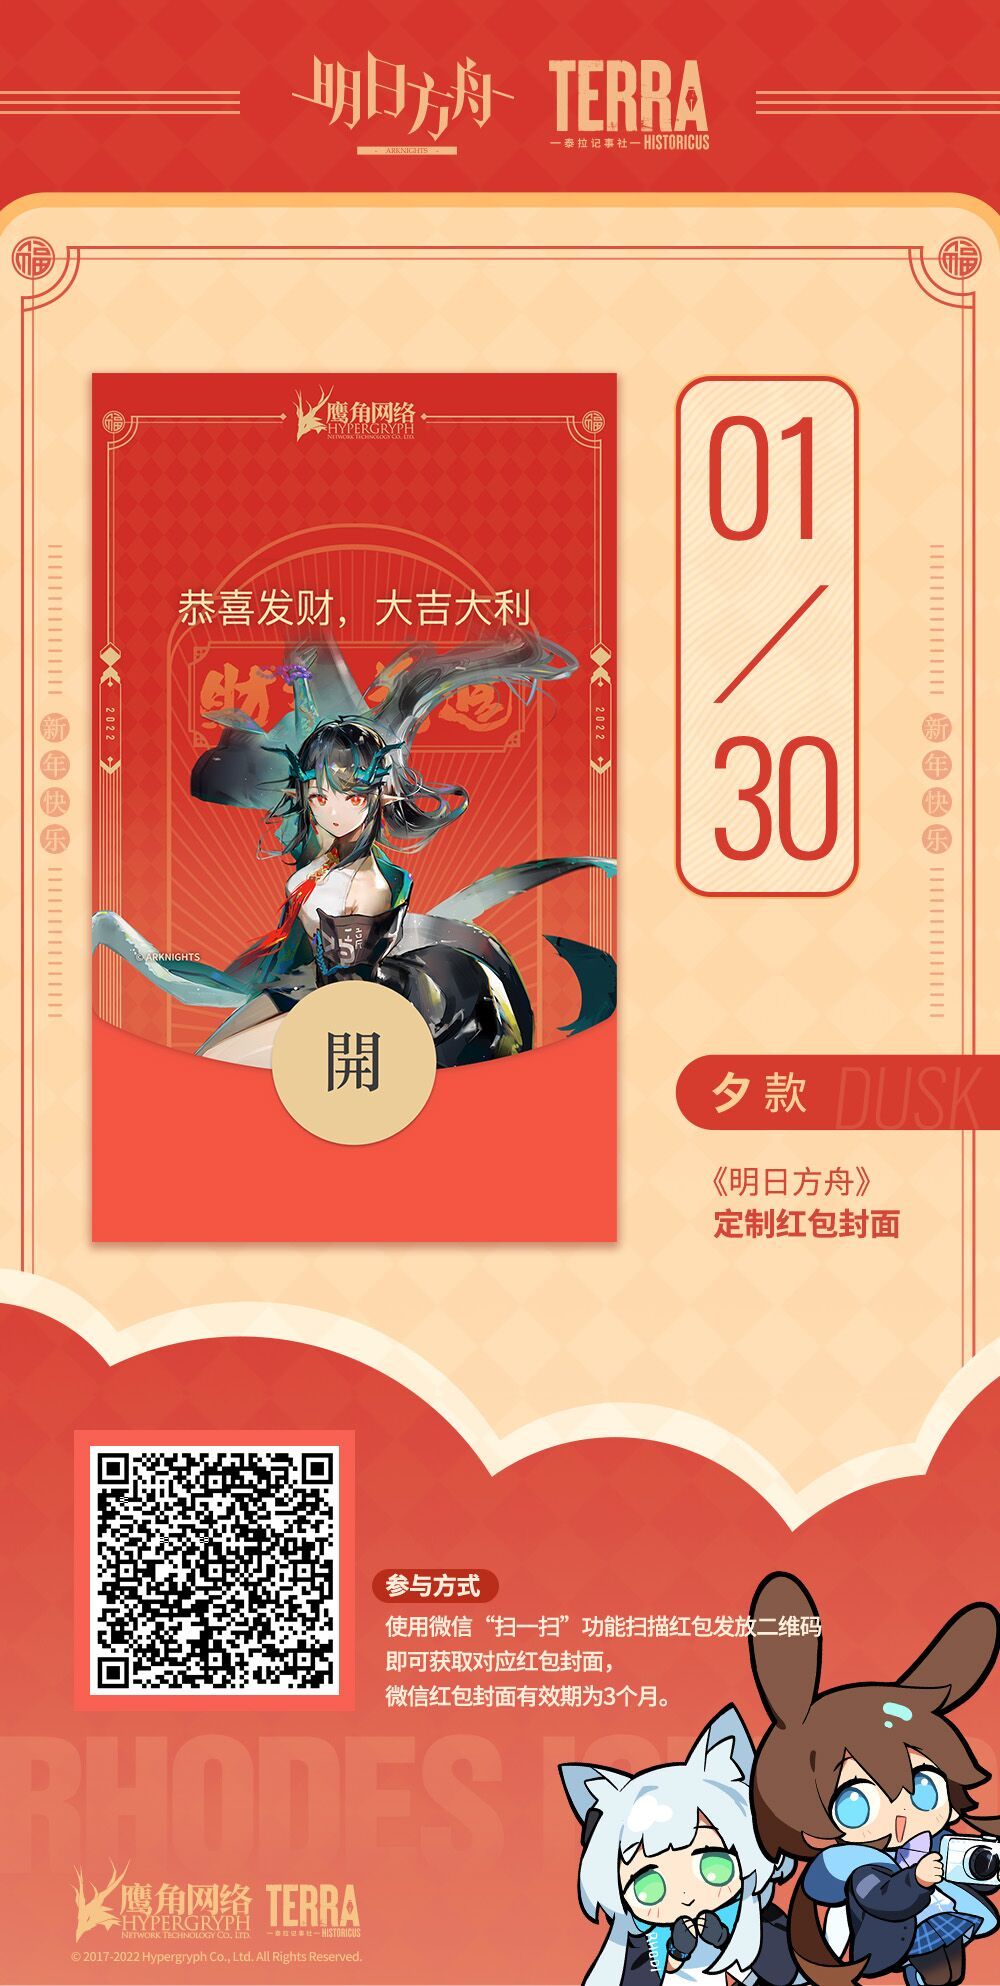 明日方舟
ARKNIGHTS
TERRA
泰拉记事社
HISTORICUS
福
福
鹰角网络
HYPERGRYPH
NETWORK TECHNOLOGY CO., LTD.
福
福
恭喜发财，大吉大利
财
2022
2022
© ARKNIGHTS
開
01
30
新年快乐
新年快乐
夕款
DUSK
《明日方舟》
定制红包封面
参与方式
使用微信“扫一扫”功能扫描红包发放二维码
即可获取对应红包封面，
微信红包封面有效期为3个月。
RHODES
鹰角网络
HYPERGRYPH
NETWORK TECHNOLOGY CO., LTD.
TERRA
泰拉记事社
HISTORICUS
© 2017-2022 Hypergryph Co., Ltd. All Rights Reserved.